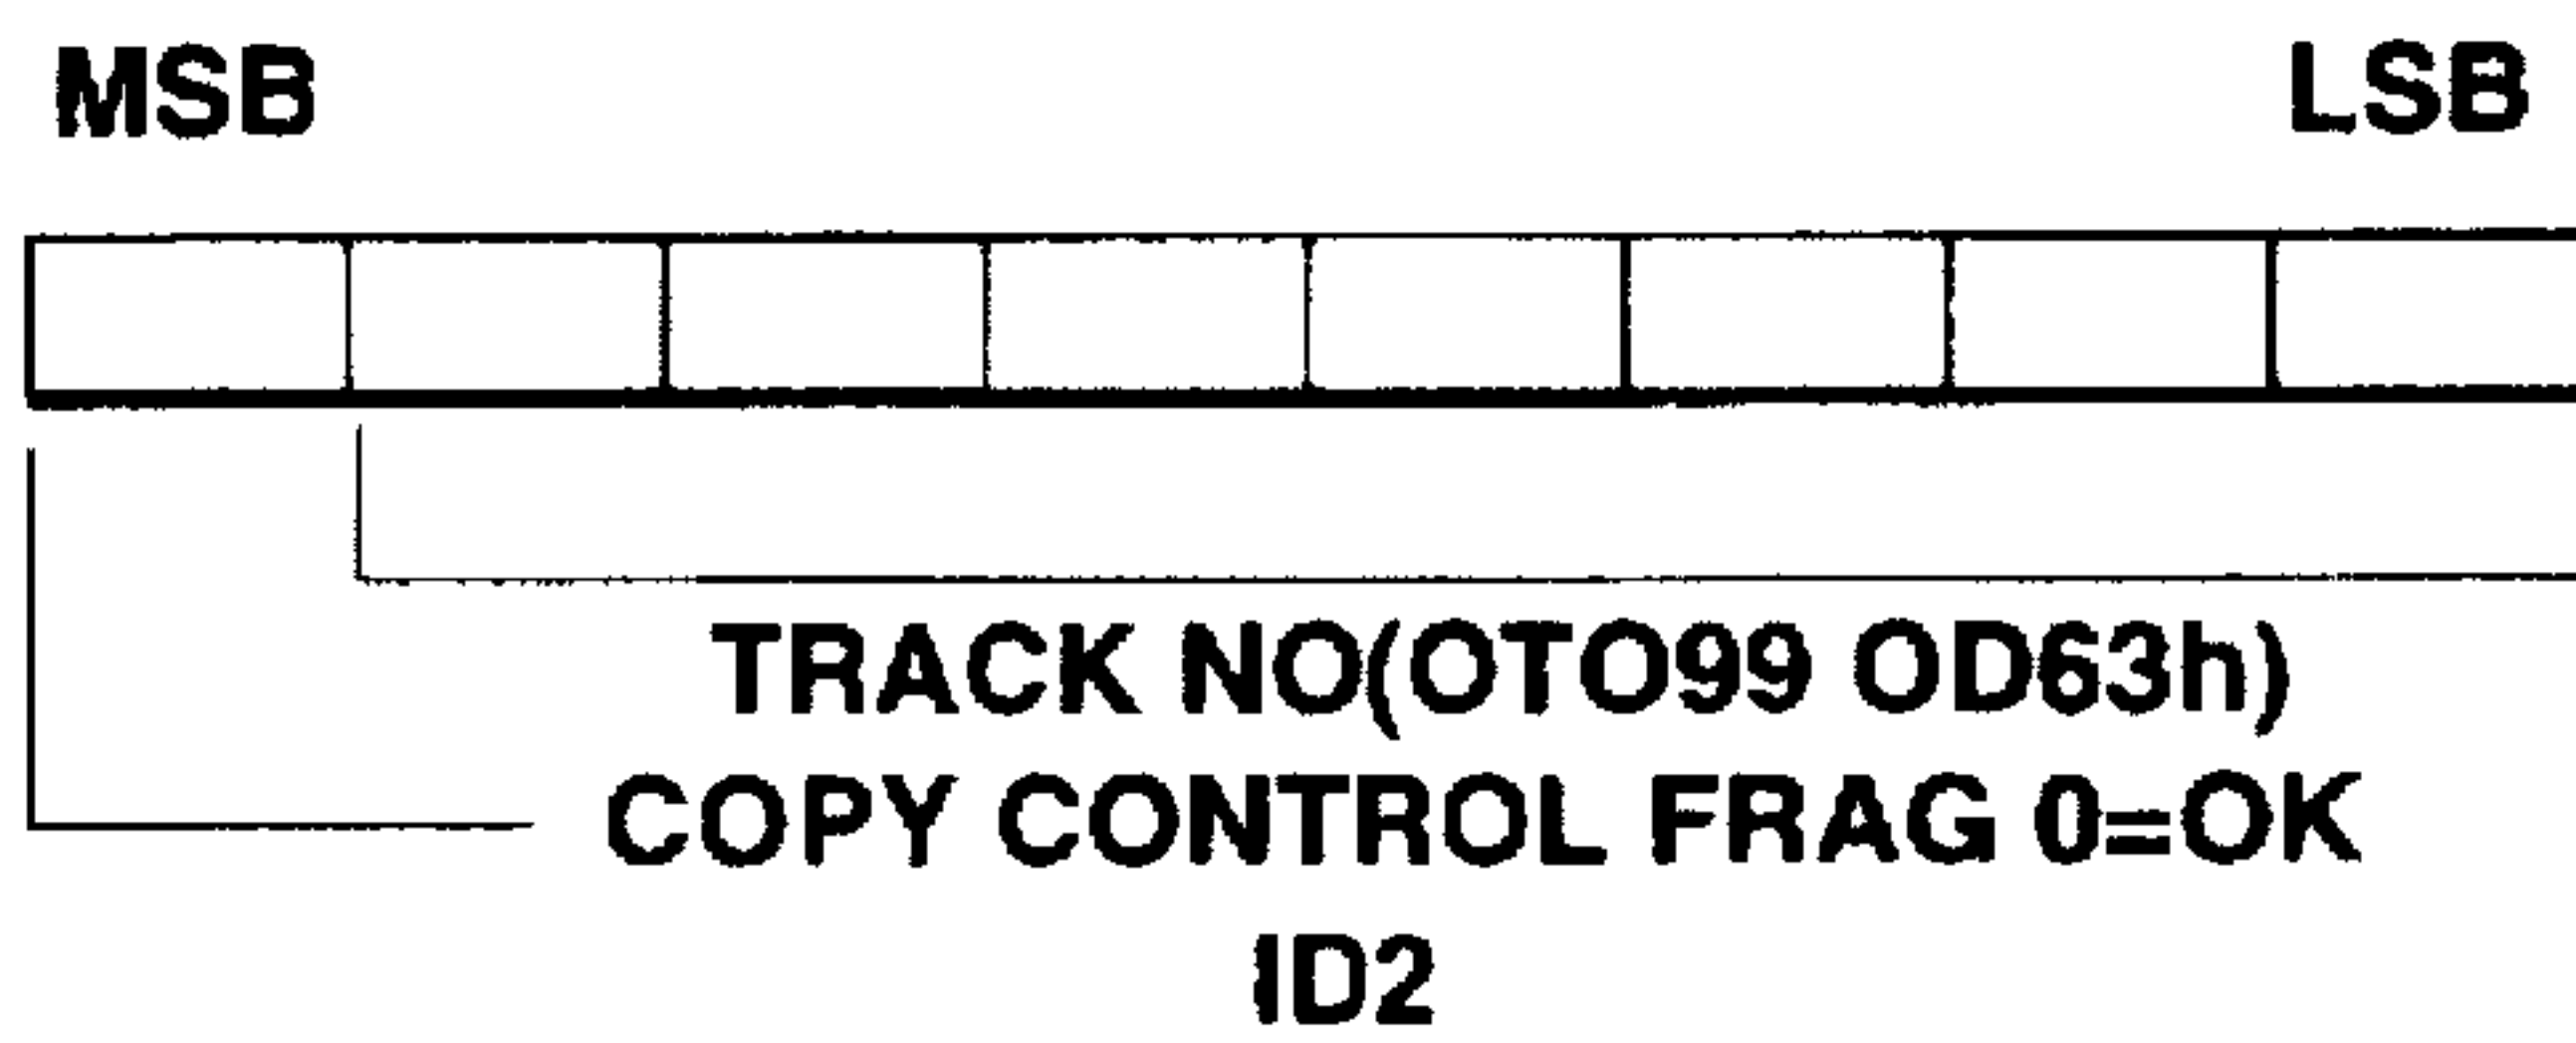 MSB LSB
TRACK NO(OTO99 OD63h)
COPY CONTROL FRAG 0=OK
ID2